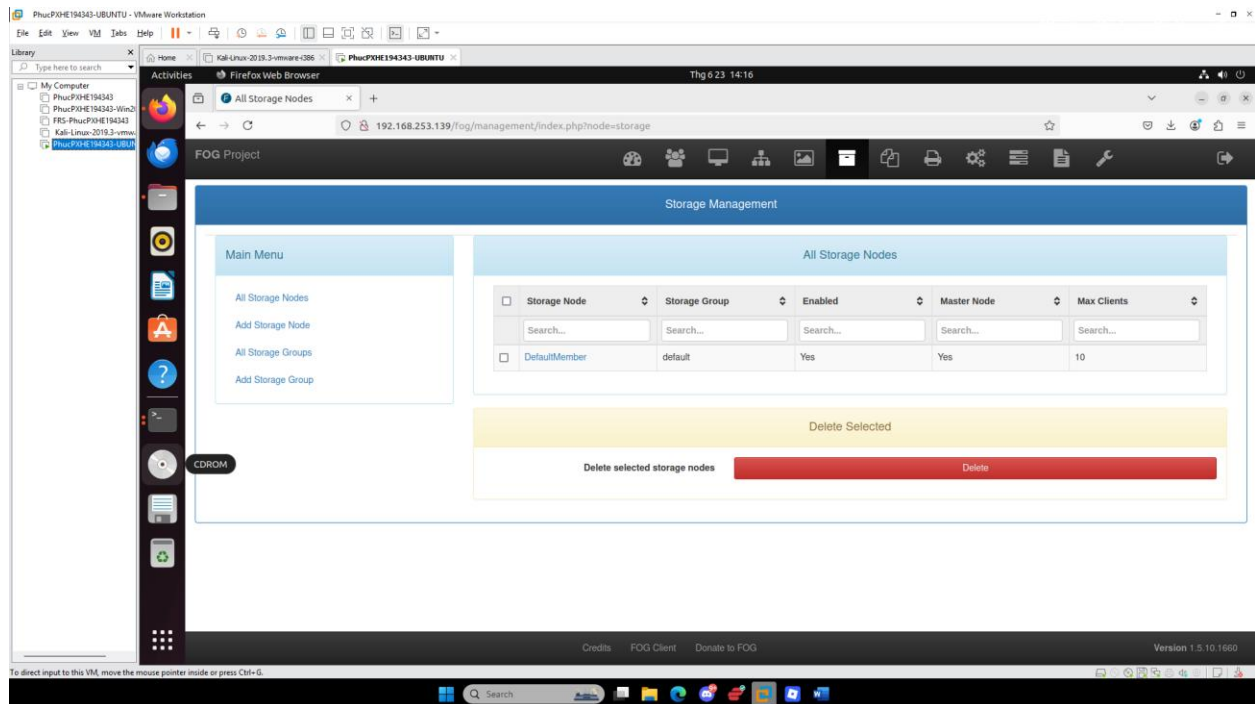 PhucPXHE194343-UBUNTU - VMware Workstation
File Edit View VM Tabs Help
Library
Type here to search
My Computer
PhucPXHE194343
PhucPXHE194343-Win2
FRS-PhucPXHE194343
Kali-Linux-2019.3-vmw
PhucPXHE194343-UBUN
Home Kali-Linux-2019.3-vmware-i386 PhucPXHE194343-UBUNTU
Activities Firefox Web Browser Thg 6 23 14:16
All Storage Nodes
192.168.253.139/fog/management/index.php?node=storage
FOG Project
Storage Management
Main Menu
All Storage Nodes
Add Storage Node
All Storage Groups
Add Storage Group
All Storage Nodes
Storage Node Storage Group Enabled Master Node Max Clients
Search... Search... Search... Search... Search...
DefaultMember default Yes Yes 10
Delete Selected
Delete selected storage nodes Delete
CDROM
Credits FOG Client Donate to FOG Version 1.5.10.1660
To direct input to this VM, move the mouse pointer inside or press Ctrl+G.
Search